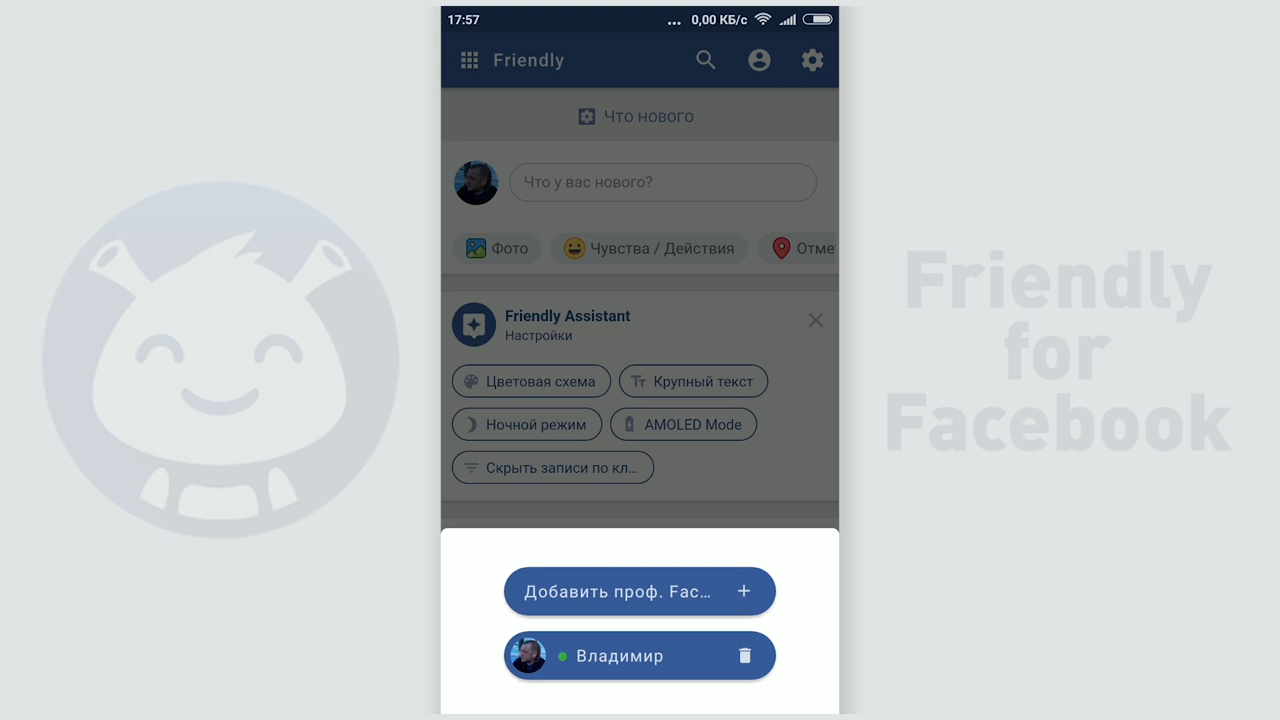 17:57 ... 0,00 КБ/с
Friendly
Что нового
Что у вас нового?
Фото Чувства / Действия Отме
Friendly Assistant
Настройки
Цветовая схема Крупный текст
Ночной режим AMOLED Mode
Скрыть записи по кл...
Добавить проф. Fac...
Владимир
Friendly
for
Facebook